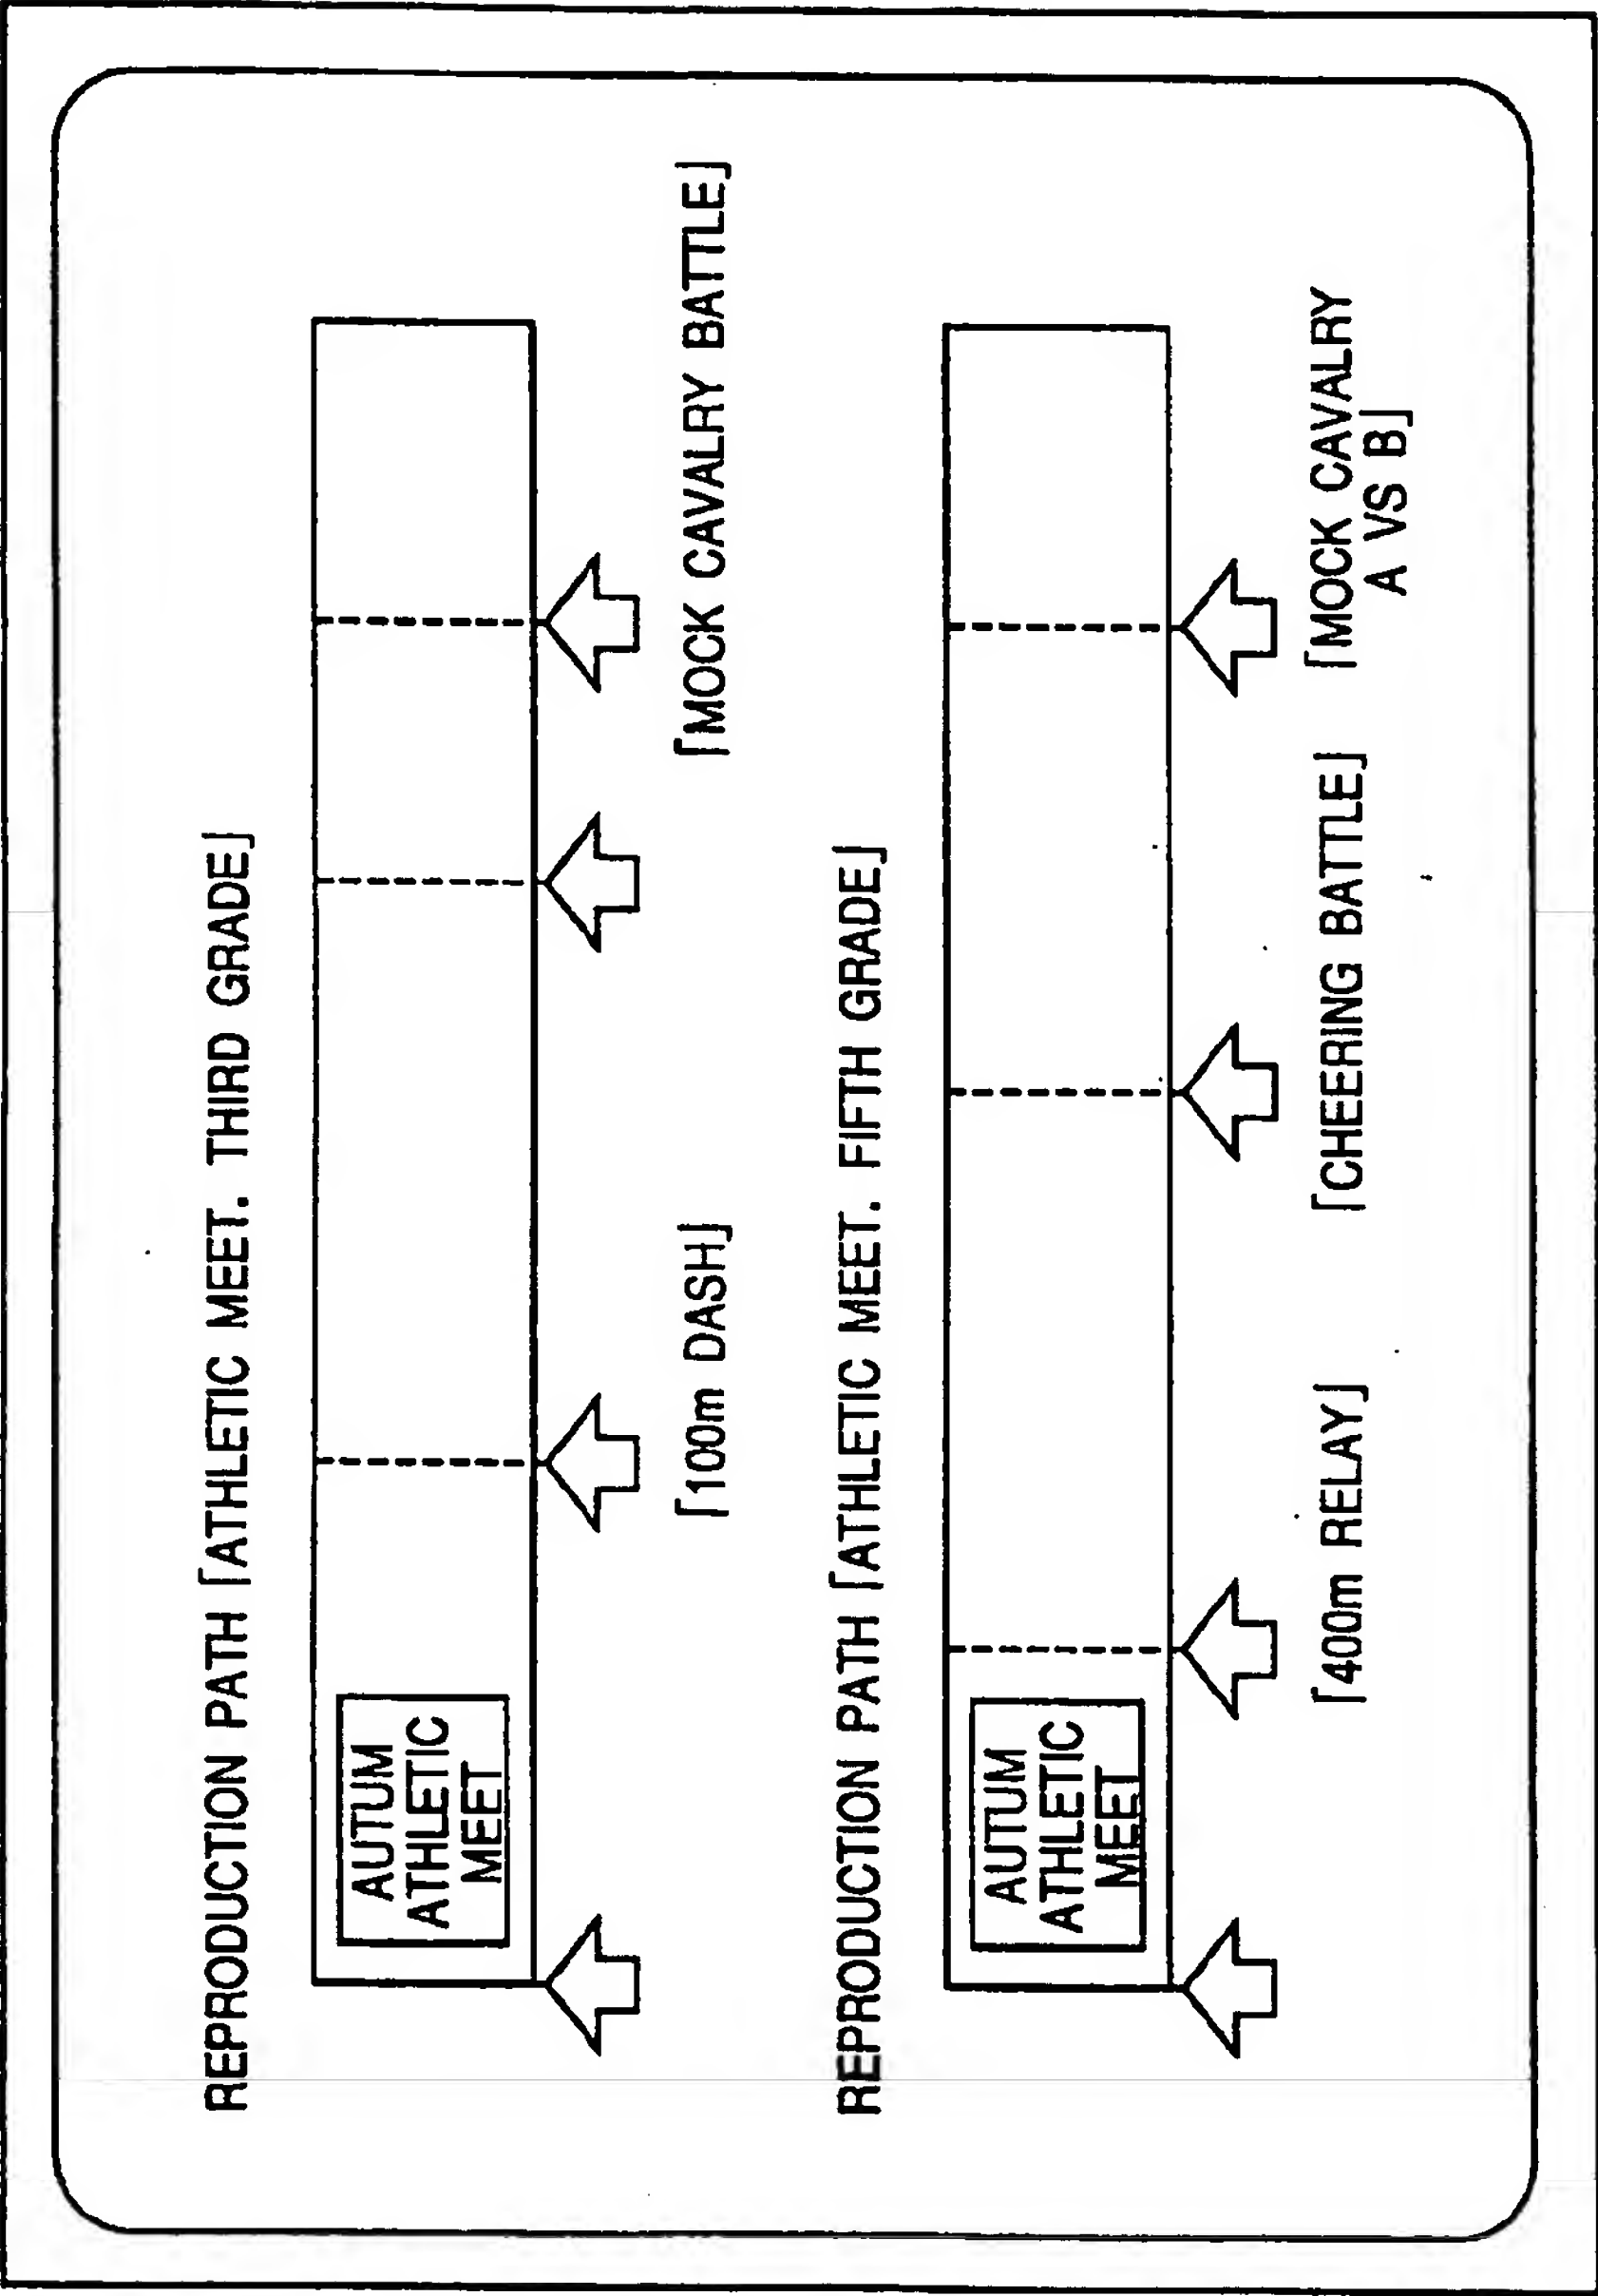 REPRODUCTION PATH ｢ATHLETIC MEET. THIRD GRADE｣
AUTUM
ATHLETIC
MEET
｢100m DASH｣
｢MOCK CAVALRY BATTLE｣
REPRODUCTION PATH ｢ATHLETIC MEET. FIFTH GRADE｣
AUTUM
ATHLETIC
MEET
｢400m RELAY｣
｢CHEERING BATTLE｣
｢MOCK CAVALRY
A VS B｣